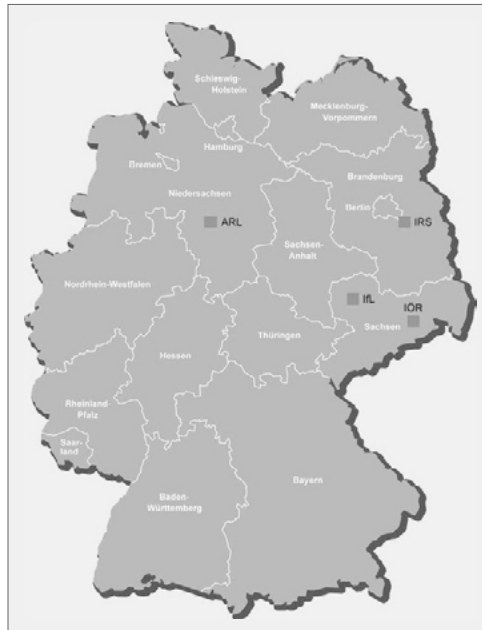 Schleswig-
Holstein
Mecklenburg-
Vorpommern
Hamburg
Bremen
Brandenburg
Niedersachsen
Berlin
ARL
IRS
Sachsen-
Anhalt
Nordrhein-Westfalen
IfL
IÖR
Sachsen
Thüringen
Hessen
Rheinland-
Pfalz
Saar-
land
Bayern
Baden-
Württemberg